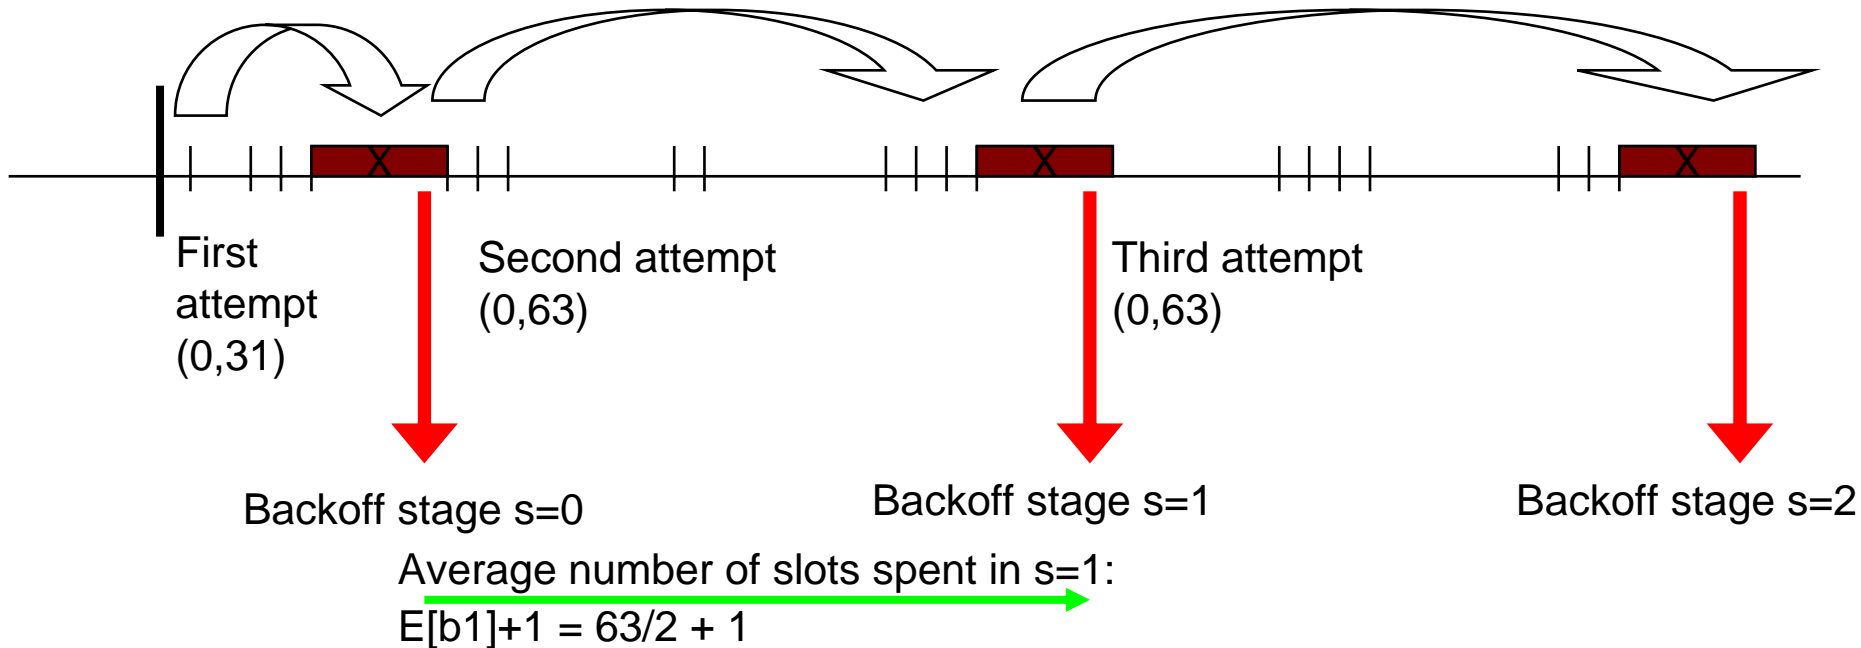 X
X
X
First
attempt
(0,31)
Second attempt
(0,63)
Third attempt
(0,63)
Backoff stage s=0
Backoff stage s=1
Backoff stage s=2
Average number of slots spent in s=1:
E[b1]+1 = 63/2 + 1